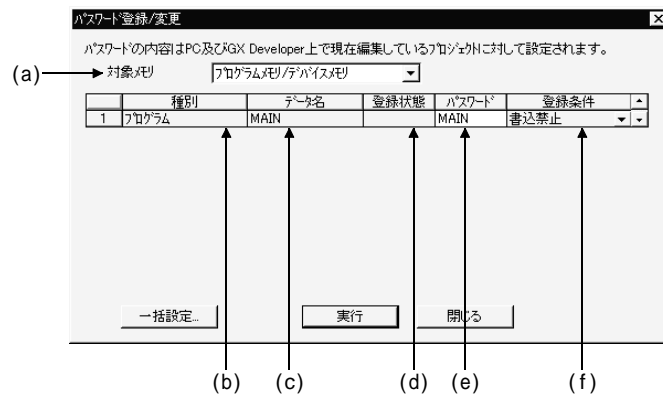 パスワード登録/変更
パスワードの内容はPC及びGX Developer上で現在編集しているプロジェクトに対して設定されます。
(a) 対象メモリ プログラムメモリ/デバイスメモリ
種別 データ名 登録状態 パスワード 登録条件
1 プログラム MAIN MAIN 書込禁止
一括設定... 実行 閉じる
(b) (c) (d) (e) (f)